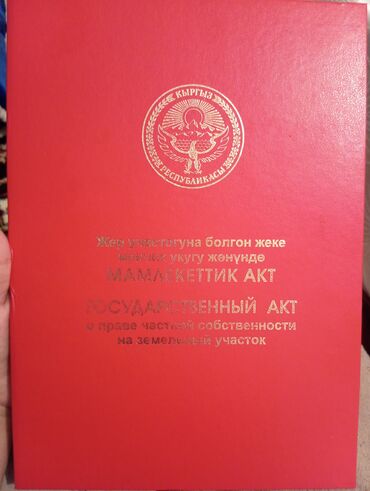 КЫРГЫЗ
РЕСПУБЛИКАСЫ
Жер участогуна болгон жеке
менчик укугу жөнүндө
МАМЛЕКЕТТИК АКТ
ГОСУДАРСТВЕННЫЙ АКТ
о праве частной собственности
на земельный участок